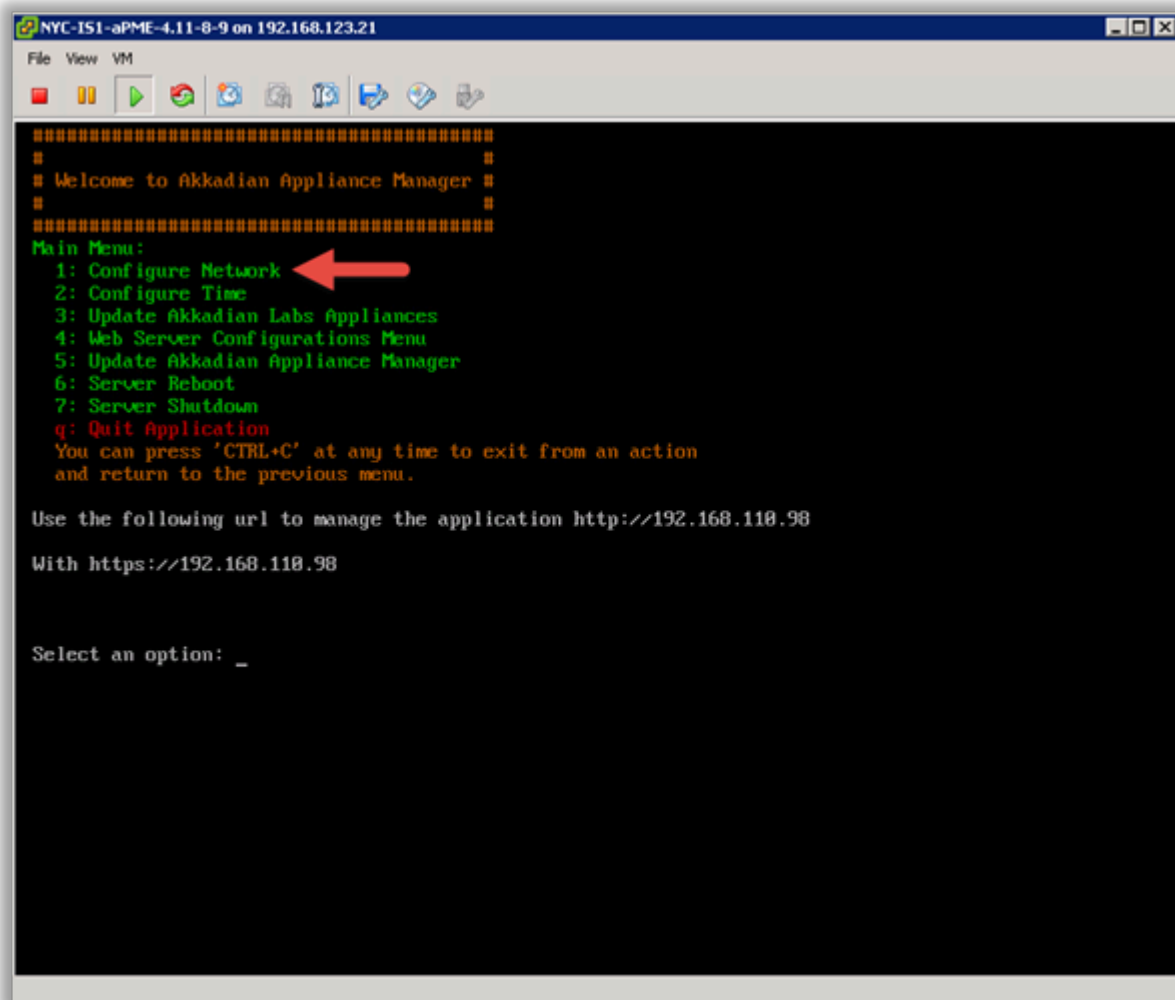 NYC-IS1-aPME-4.11-8-9 on 192.168.123.21
File View VM
#########################################
# #
# Welcome to Akkadian Appliance Manager #
# #
#########################################
Main Menu:
1: Configure Network
2: Configure Time
3: Update Akkadian Labs Appliances
4: Web Server Configurations Menu
5: Update Akkadian Appliance Manager
6: Server Reboot
7: Server Shutdown
q: Quit Application
You can press 'CTRL+C' at any time to exit from an action
and return to the previous menu.
Use the following url to manage the application http://192.168.110.98
With https://192.168.110.98
Select an option: _